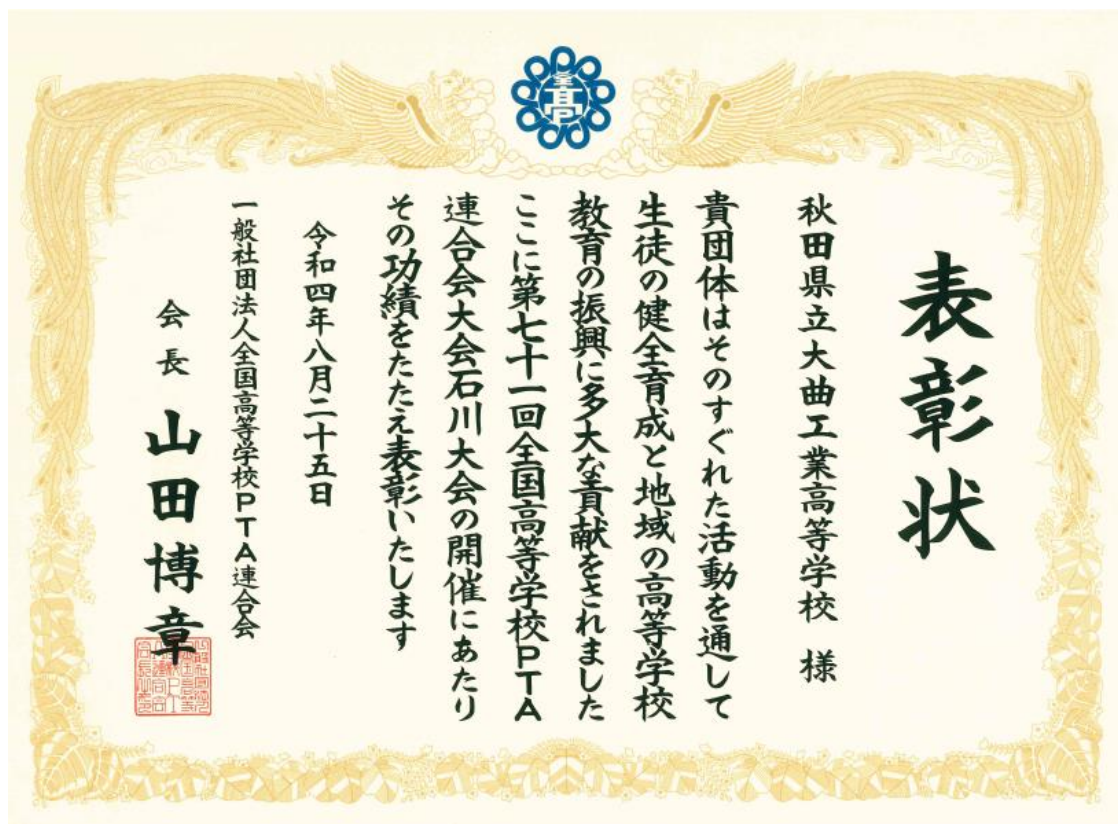 全高P
表彰状
秋田県立大曲工業高等学校 様
貴団体はそのすぐれた活動を通して
生徒の健全育成と地域の高等学校
教育の振興に多大な貢献をされました
ここに第七十一回全国高等学校PTA
連合会大会石川大会の開催にあたり
その功績をたたえ表彰いたします
令和四年八月二十五日
一般社団法人全国高等学校PTA連合会
会長 山田博章